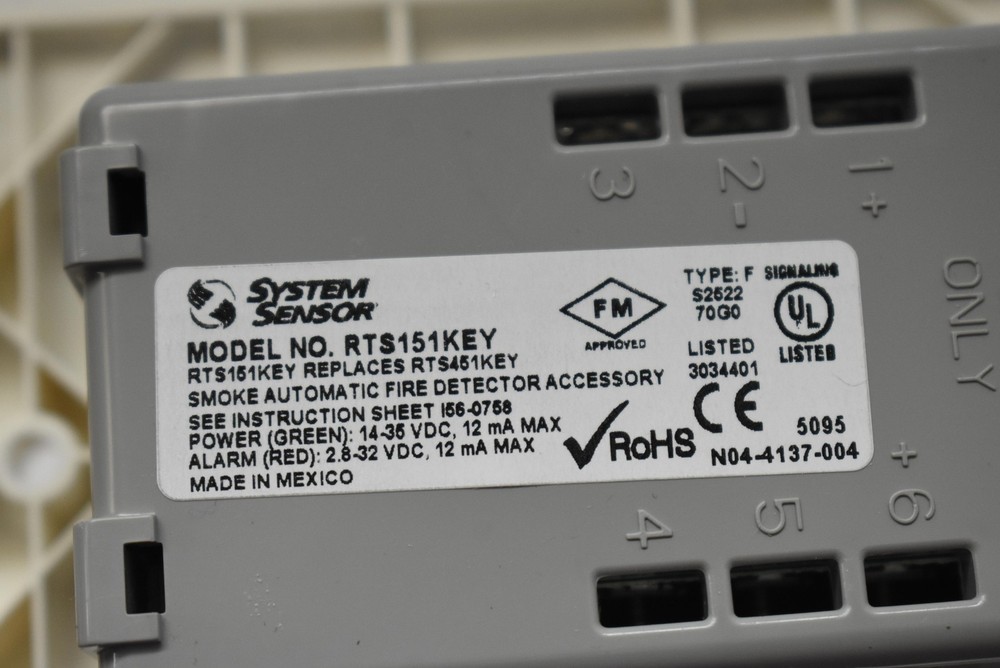 3 2 1
- +
SYSTEM
SENSOR
MODEL NO. RTS151KEY
RTS151KEY REPLACES RTS451KEY
SMOKE AUTOMATIC FIRE DETECTOR ACCESSORY
SEE INSTRUCTION SHEET I56-0758
POWER (GREEN): 14-35 VDC, 12 mA MAX
ALARM (RED): 2.8-32 VDC, 12 mA MAX
MADE IN MEXICO
FM
APPROVED
TYPE: F
S2522
70G0
LISTED
3034401
SIGNALING
UL
LISTED
CE
RoHS
5095
N04-4137-004
ONLY
+
4 5 6